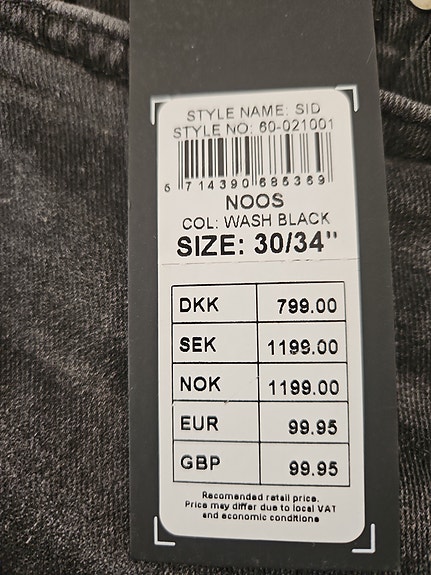 STYLE NAME: SID
STYLE NO: 60-021001
6 714390 685369
NOOS
COL: WASH BLACK
SIZE: 30/34"
DKK 799.00
SEK 1199.00
NOK 1199.00
EUR 99.95
GBP 99.95
Recomended retail price.
Price may differ due to local VAT
and economic conditions